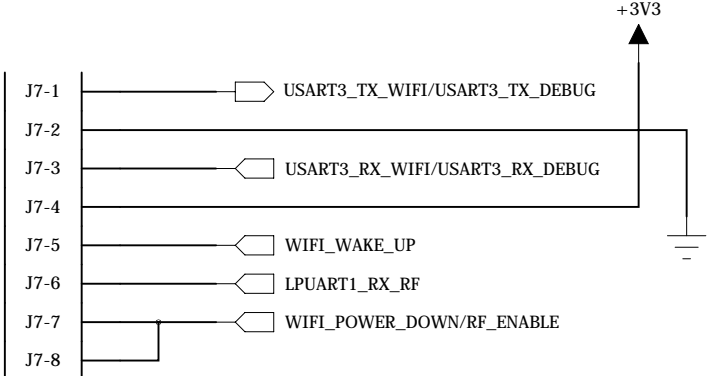 +3V3
J7-1 USART3_TX_WIFI/USART3_TX_DEBUG
J7-2
J7-3 USART3_RX_WIFI/USART3_RX_DEBUG
J7-4
J7-5 WIFI_WAKE_UP
J7-6 LPUART1_RX_RF
J7-7 WIFI_POWER_DOWN/RF_ENABLE
J7-8